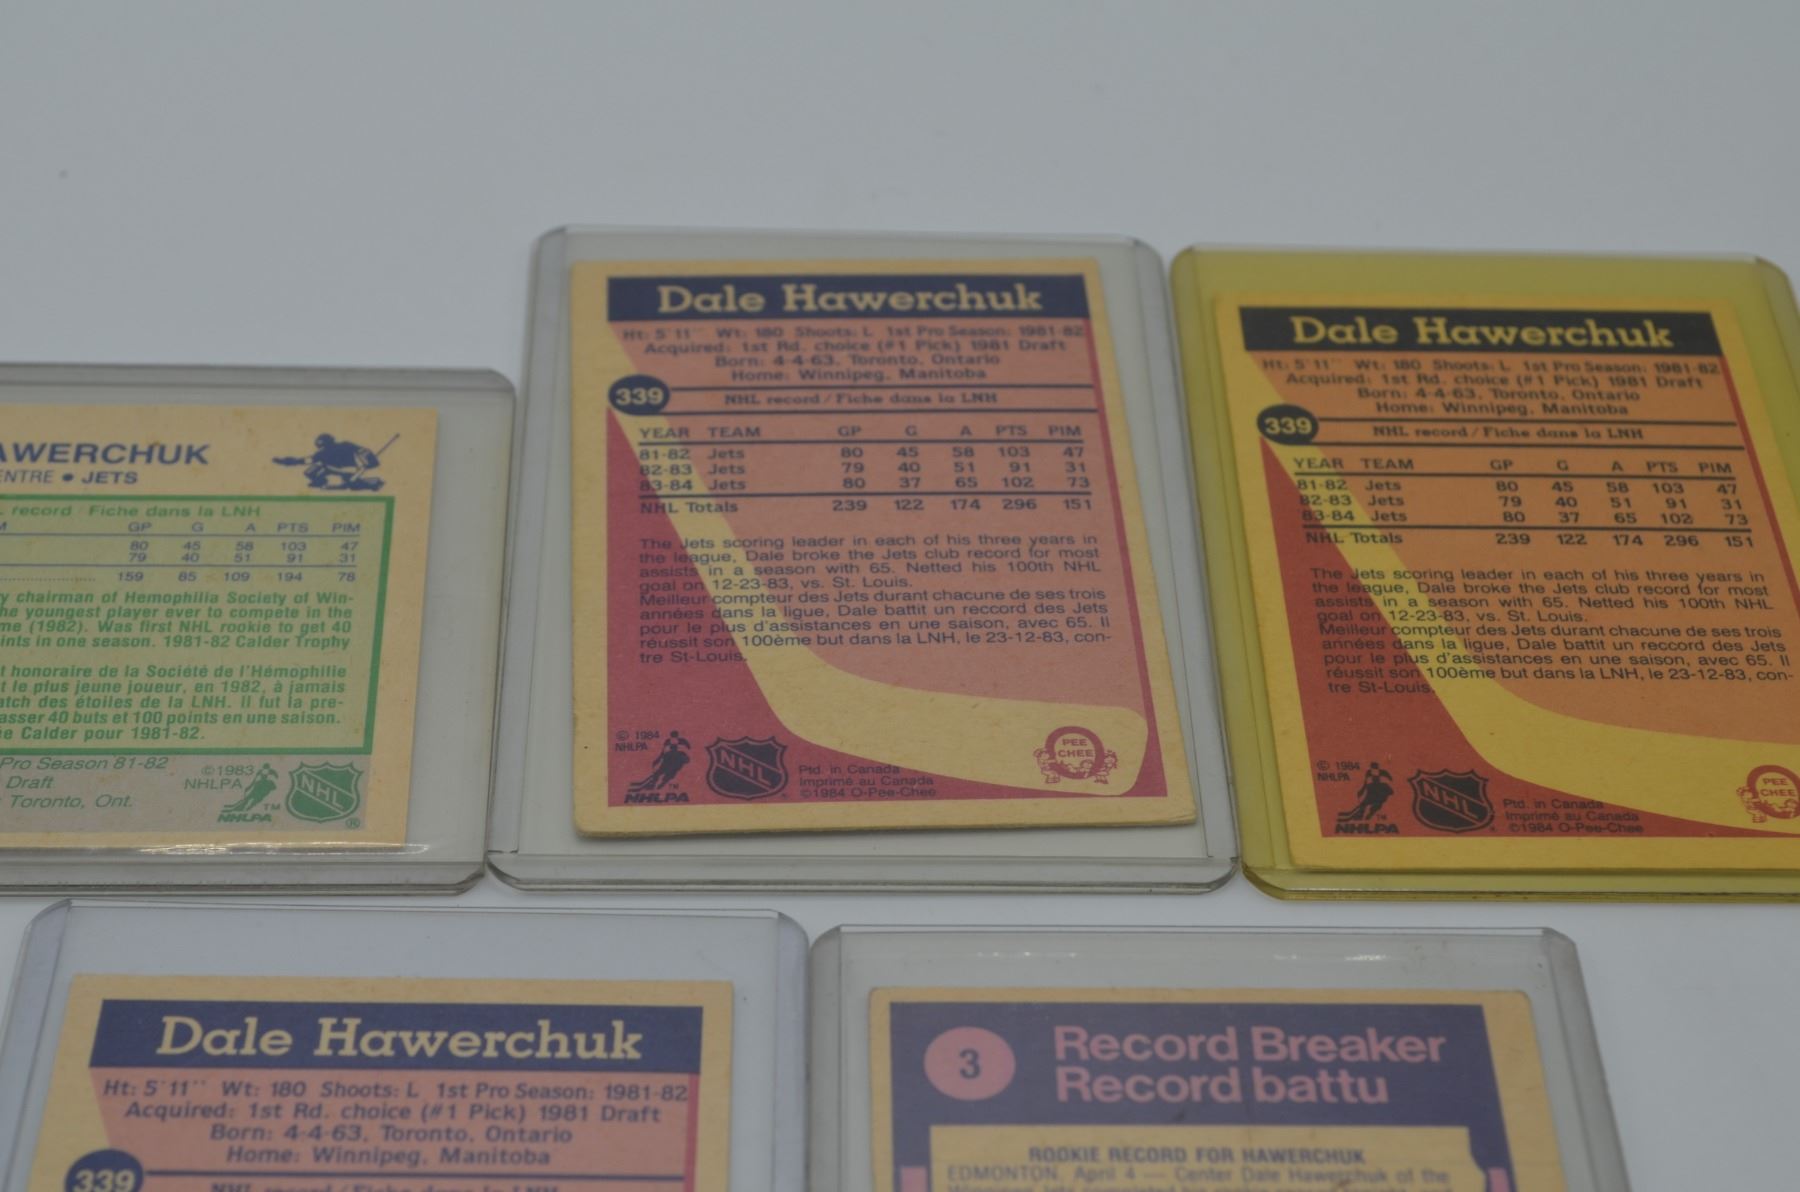 AWERCHUK
ENTRE • JETS
record / Fiche dans la LNH
GP G A PTS PIM
80 45 58 103 47
79 40 51 91 31
159 85 109 194 78
chairman of Hemophilia Society of Win-
youngest player ever to compete in the
(1982). Was first NHL rookie to get 40
in one season. 1981-82 Calder Trophy
honoraire de la Société de l'Hémophilie
le plus jeune joueur, en 1982, à jamais
des étoiles de la LNH. Il fut la pre-
40 buts et 100 points en une saison.
Calder pour 1981-82.
Pro Season 81-82
Draft
Toronto, Ont.
©1983
NHLPA
NHLPA
TM
NHL
®
Dale Hawerchuk
Ht: 5'11'' Wt: 180 Shoots: L 1st Pro Season: 1981-82
Acquired: 1st Rd. choice (#1 Pick) 1981 Draft
Born: 4-4-63, Toronto, Ontario
Home: Winnipeg, Manitoba
339 NHL record / Fiche dans la LNH
YEAR TEAM GP G A PTS PIM
81-82 Jets 80 45 58 103 47
82-83 Jets 79 40 51 91 31
83-84 Jets 80 37 65 102 73
NHL Totals 239 122 174 296 151
The Jets scoring leader in each of his three years in
the league, Dale broke the Jets club record for most
assists in a season with 65. Netted his 100th NHL
goal on 12-23-83, vs. St. Louis.
Meilleur compteur des Jets durant chacune de ses trois
années dans la ligue, Dale battit un reccord des Jets
pour le plus d'assistances en une saison, avec 65. Il
réussit son 100ème but dans la LNH, le 23-12-83, con-
tre St-Louis.
© 1984
NHLPA
NHLPA
TM
NHL
Ptd. in Canada
Imprimé au Canada
©1984 O-Pee-Chee
PEE
CHEE
Dale Hawerchuk
Ht: 5'11'' Wt: 180 Shoots: L 1st Pro Season: 1981-82
Acquired: 1st Rd. choice (#1 Pick) 1981 Draft
Born: 4-4-63, Toronto, Ontario
Home: Winnipeg, Manitoba
339 NHL record / Fiche dans la LNH
YEAR TEAM GP G A PTS PIM
81-82 Jets 80 45 58 103 47
82-83 Jets 79 40 51 91 31
83-84 Jets 80 37 65 102 73
NHL Totals 239 122 174 296 151
The Jets scoring leader in each of his three years in
the league, Dale broke the Jets club record for most
assists in a season with 65. Netted his 100th NHL
goal on 12-23-83, vs. St. Louis.
Meilleur compteur des Jets durant chacune de ses trois
années dans la ligue, Dale battit un reccord des Jets
pour le plus d'assistances en une saison, avec 65. Il
réussit son 100ème but dans la LNH, le 23-12-83, con-
tre St-Louis.
© 1984
NHLPA
NHLPA
TM
NHL
Ptd. in Canada
Imprimé au Canada
©1984 O-Pee-Chee
PEE
CHEE
Dale Hawerchuk
Ht: 5'11'' Wt: 180 Shoots: L 1st Pro Season: 1981-82
Acquired: 1st Rd. choice (#1 Pick) 1981 Draft
Born: 4-4-63, Toronto, Ontario
Home: Winnipeg, Manitoba
339 NHL record / Fiche dans la LNH
3 Record Breaker
Record battu
ROOKIE RECORD FOR HAWERCHUK
EDMONTON, April 4 — Center Dale Hawerchuk of the